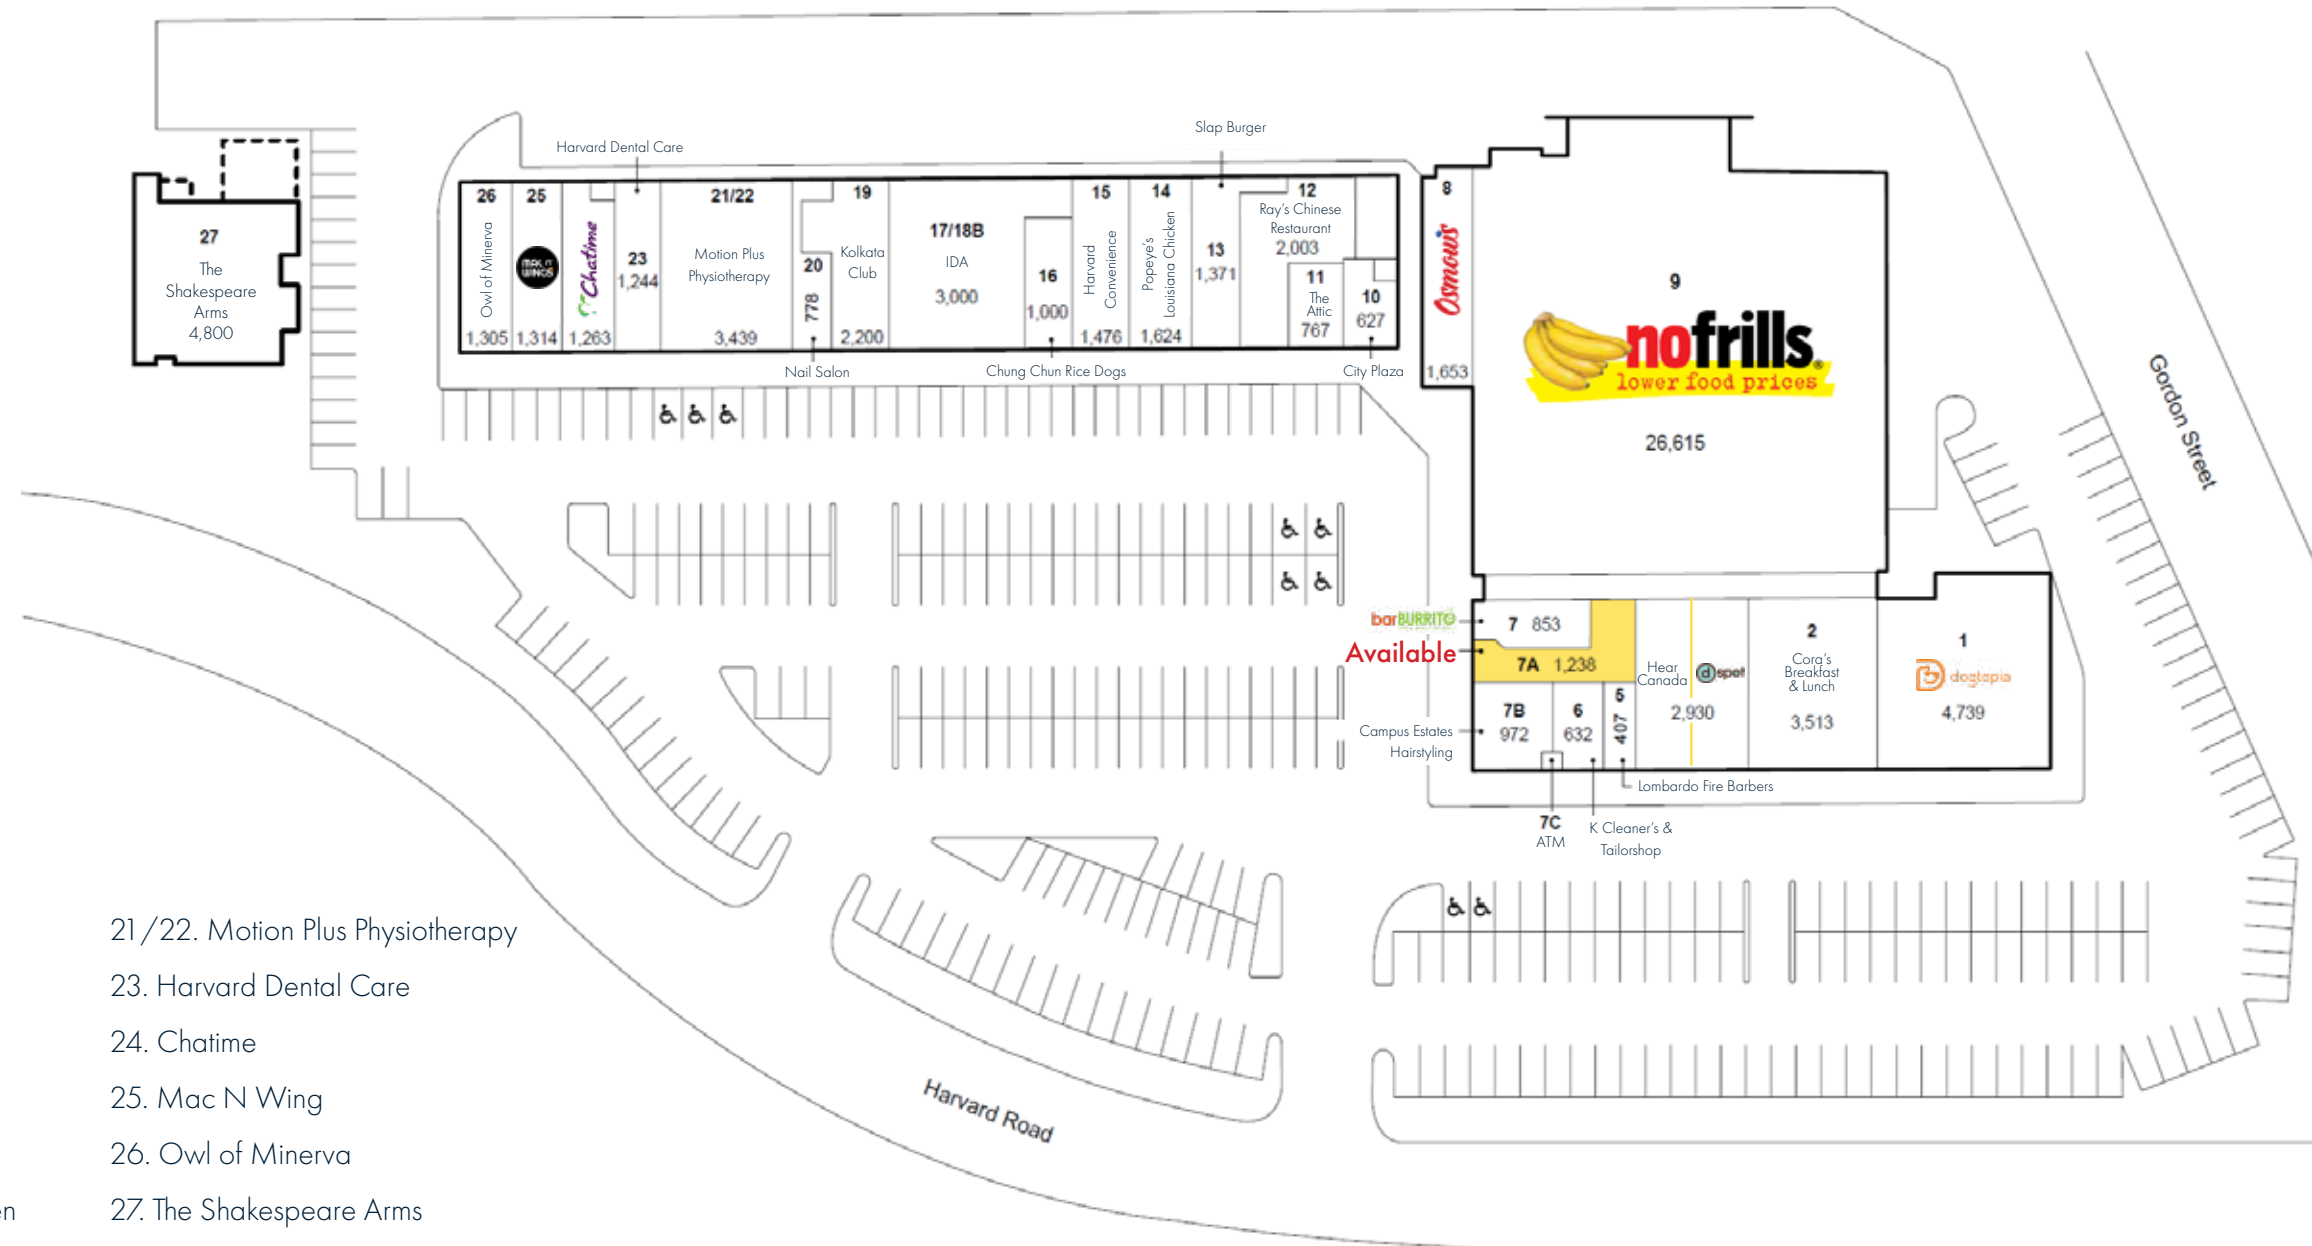 Slap Burger
Harvard Dental Care
26
Owl of Minerva
1,305
25
MAC N'
WINGS
1,314
Chatime
1,263
23
1,244
21/22
Motion Plus
Physiotherapy
3,439
20
778
Nail Salon
19
Kolkata
Club
2,200
17/18B
IDA
3,000
16
1,000
Chung Chun Rice Dogs
15
Harvard
Convenience
1,476
14
Popeye's
Louisiana Chicken
1,624
13
1,371
12
Ray's Chinese
Restaurant
2,003
11
The
Attic
767
10
627
City Plaza
8
Osmow's
1,653
9
nofrills
lower food prices
26,615
27
The
Shakespeare
Arms
4,800
Gordon Street
barBURRITO
Available
7 853
7A 1,238
Campus Estates
Hairstyling
7B
972
6
632
5
407
Hear
Canada
d spot
2,930
2
Cora's
Breakfast
& Lunch
3,513
1
dogtopia
4,739
Lombardo Fire Barbers
7C
ATM
K Cleaner's &
Tailorshop
Harvard Road
21/22. Motion Plus Physiotherapy
23. Harvard Dental Care
24. Chatime
25. Mac N Wing
26. Owl of Minerva
en
27. The Shakespeare Arms